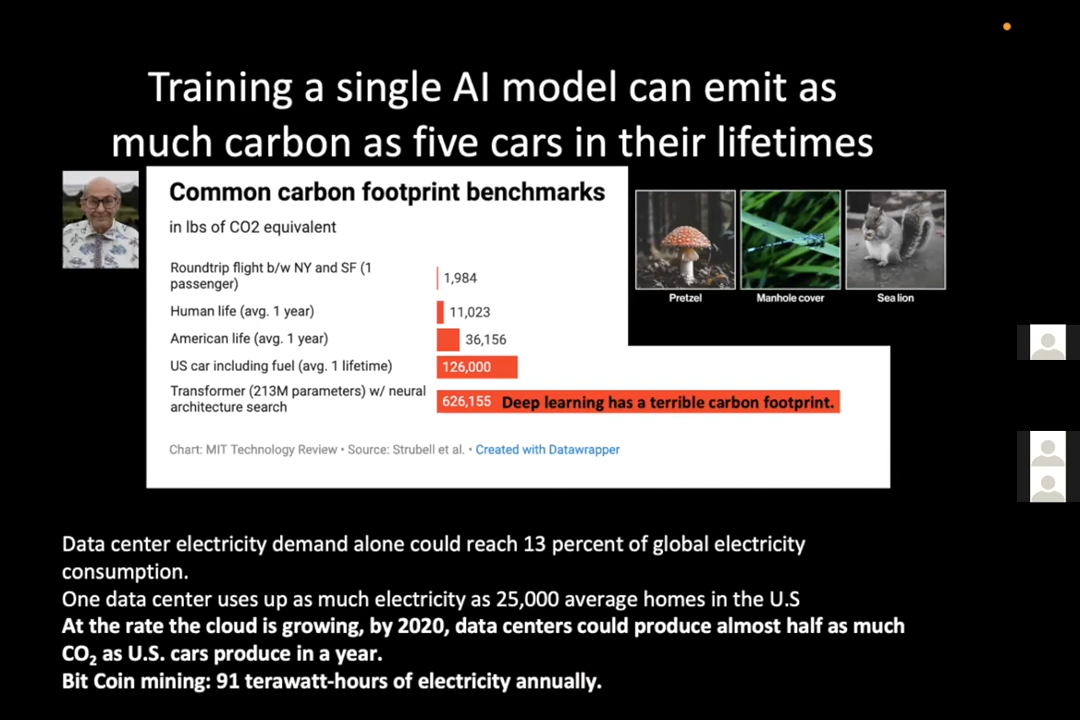 Training a single AI model can emit as
much carbon as five cars in their lifetimes
Common carbon footprint benchmarks
in lbs of CO2 equivalent
Roundtrip flight b/w NY and SF (1
passenger)
1,984
Human life (avg. 1 year)
11,023
American life (avg. 1 year)
36,156
US car including fuel (avg. 1 lifetime)
126,000
Transformer (213M parameters) w/ neural
architecture search
626,155 Deep learning has a terrible carbon footprint.
Chart: MIT Technology Review • Source: Strubell et al. • Created with Datawrapper
Pretzel
Manhole cover
Sea lion
Data center electricity demand alone could reach 13 percent of global electricity
consumption.
One data center uses up as much electricity as 25,000 average homes in the U.S
At the rate the cloud is growing, by 2020, data centers could produce almost half as much
CO₂ as U.S. cars produce in a year.
Bit Coin mining: 91 terawatt-hours of electricity annually.